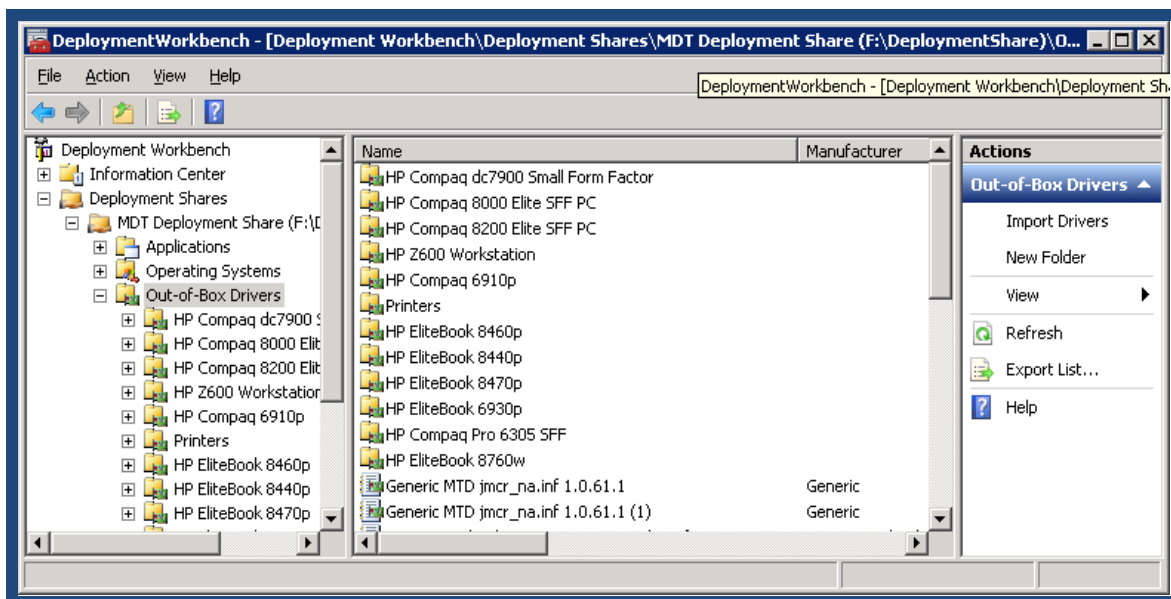 DeploymentWorkbench - [Deployment Workbench\Deployment Shares\MDT Deployment Share (F:\DeploymentShare)\O...
File Action View Help
DeploymentWorkbench - [Deployment Workbench\Deployment Sh
Deployment Workbench
Information Center
Deployment Shares
MDT Deployment Share (F:\D
Applications
Operating Systems
Out-of-Box Drivers
HP Compaq dc7900 S
HP Compaq 8000 Elit
HP Compaq 8200 Elit
HP Z600 Workstation
HP Compaq 6910p
Printers
HP EliteBook 8460p
HP EliteBook 8440p
HP EliteBook 8470p
Name Manufacturer
HP Compaq dc7900 Small Form Factor
HP Compaq 8000 Elite SFF PC
HP Compaq 8200 Elite SFF PC
HP Z600 Workstation
HP Compaq 6910p
Printers
HP EliteBook 8460p
HP EliteBook 8440p
HP EliteBook 8470p
HP EliteBook 6930p
HP Compaq Pro 6305 SFF
HP EliteBook 8760w
Generic MTD jmcr_na.inf 1.0.61.1 Generic
Generic MTD jmcr_na.inf 1.0.61.1 (1) Generic
Actions
Out-of-Box Drivers
Import Drivers
New Folder
View
Refresh
Export List...
Help